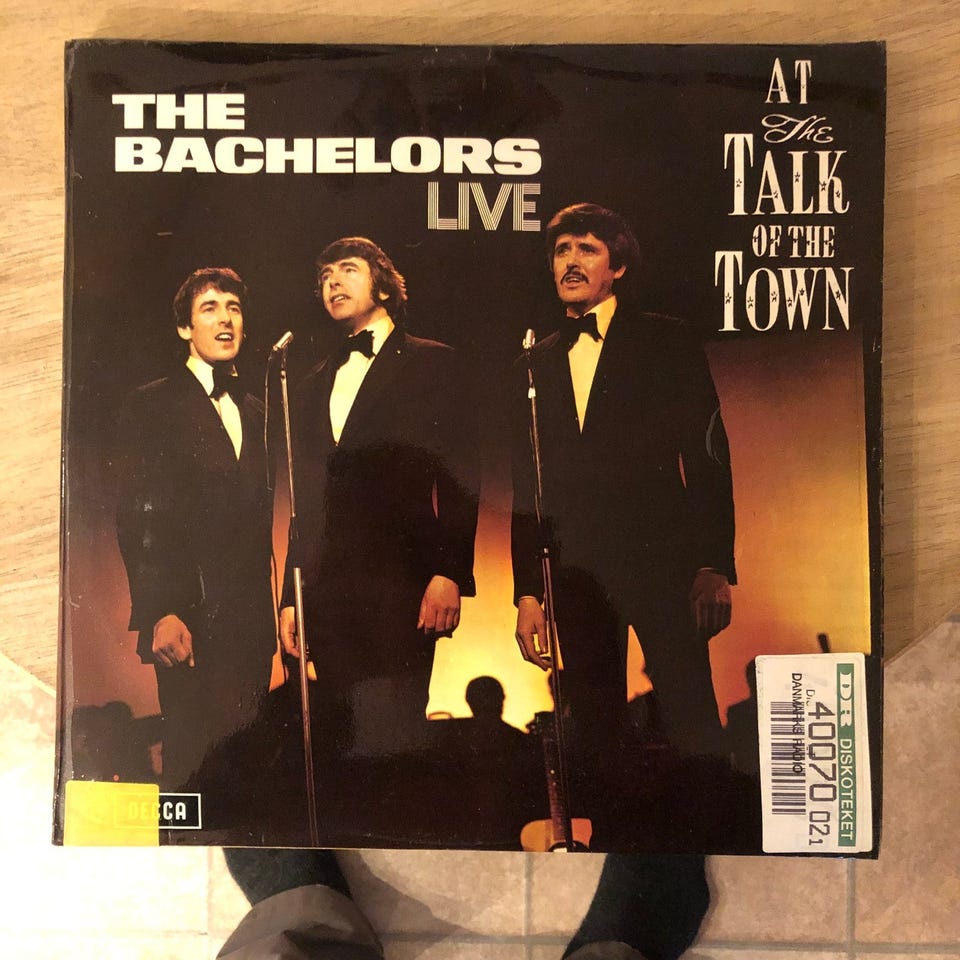 THE
BACHELORS
LIVE
AT
The
TALK
OF THE
TOWN
DECCA
DR DISKOTEKET
40070 021
DANMARKS RADIO